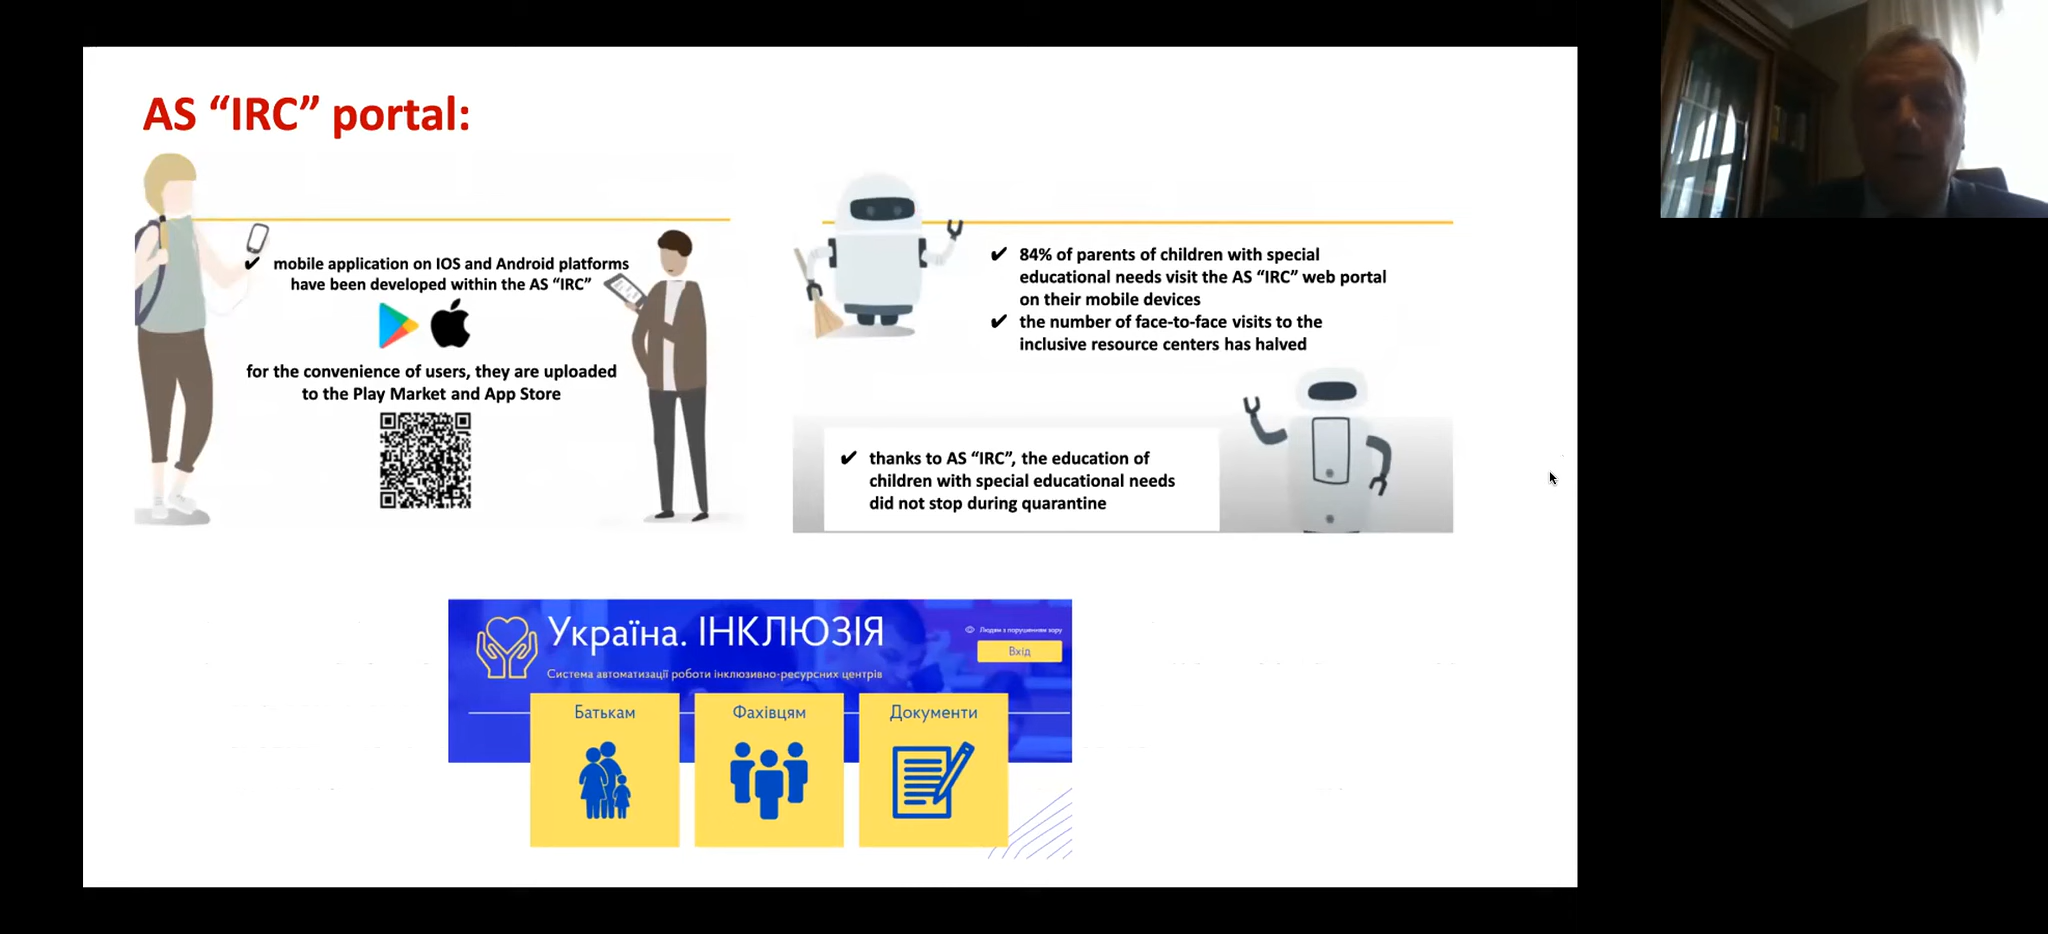 AS “IRC” portal:
✔ mobile application on IOS and Android platforms
have been developed within the AS “IRC”
for the convenience of users, they are uploaded
to the Play Market and App Store
✔ 84% of parents of children with special
educational needs visit the AS “IRC” web portal
on their mobile devices
✔ the number of face-to-face visits to the
inclusive resource centers has halved
✔ thanks to AS “IRC”, the education of
children with special educational needs
did not stop during quarantine
Україна. ІНКЛЮЗІЯ
Людям з порушенням зору
Вхід
Система автоматизації роботи інклюзивно-ресурсних центрів
Батькам
Фахівцям
Документи